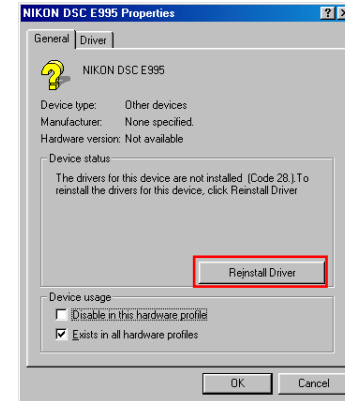 NIKON DSC E995 Properties
General Driver
NIKON DSC E995
Device type: Other devices
Manufacturer: None specified.
Hardware version: Not available
Device status
The drivers for this device are not installed (Code 28.). To
reinstall the drivers for this device, click Reinstall Driver
Reinstall Driver
Device usage
Disable in this hardware profile
Exists in all hardware profiles
OK Cancel